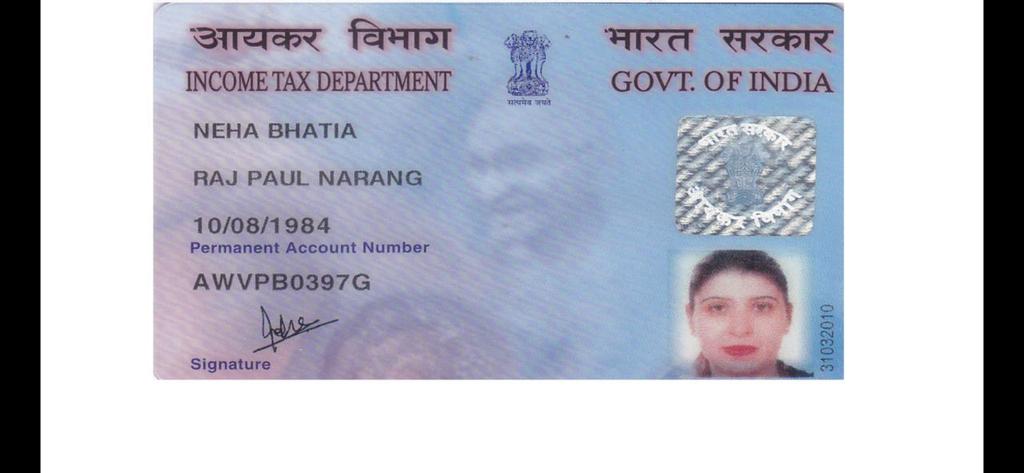 आयकर विभाग
INCOME TAX DEPARTMENT
सत्यमेव जयते
भारत सरकार
GOVT. OF INDIA
NEHA BHATIA
RAJ PAUL NARANG
10/08/1984
Permanent Account Number
AWVPB0397G
Signature
भारत सरकार
आयकर विभाग
31032010